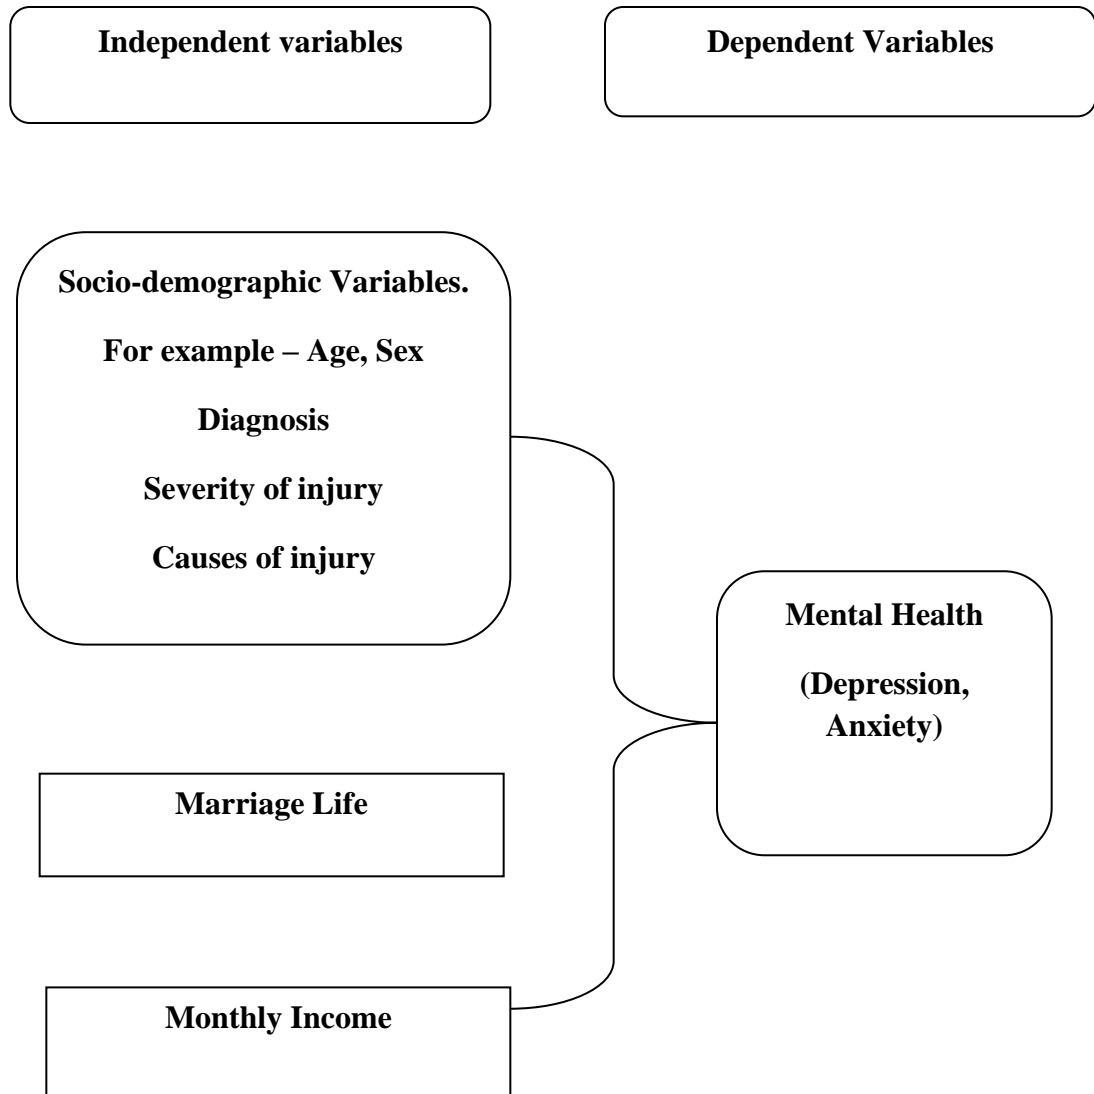 Independent variables
Dependent Variables
Socio-demographic Variables.
For example – Age, Sex
Diagnosis
Severity of injury
Causes of injury
Mental Health
(Depression,
Anxiety)
Marriage Life
Monthly Income